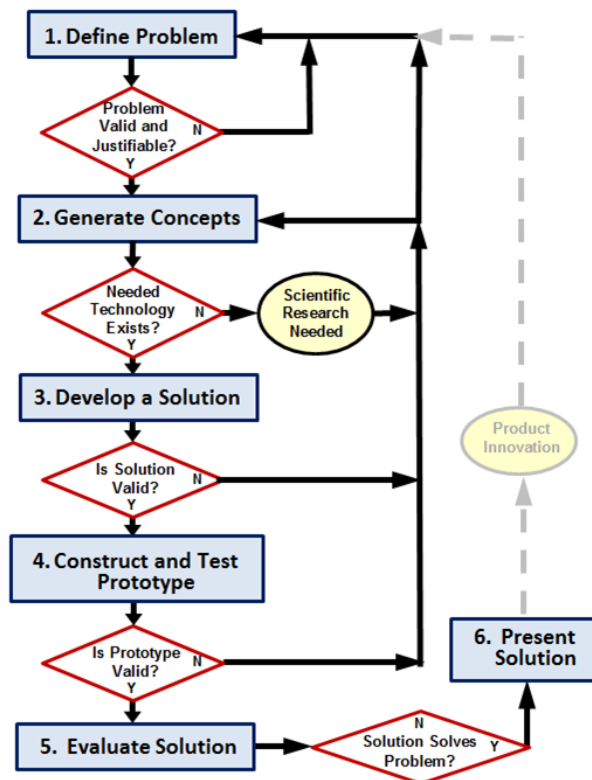 1. Define Problem
Problem
Valid and
Justifiable?
N
Y
2. Generate Concepts
Needed
Technology
Exists?
N
Y
Scientific
Research
Needed
3. Develop a Solution
Product
Innovation
Is Solution
Valid?
N
Y
4. Construct and Test
Prototype
Is Prototype
Valid?
N
Y
6. Present
Solution
5. Evaluate Solution
N
Solution Solves
Problem?
Y